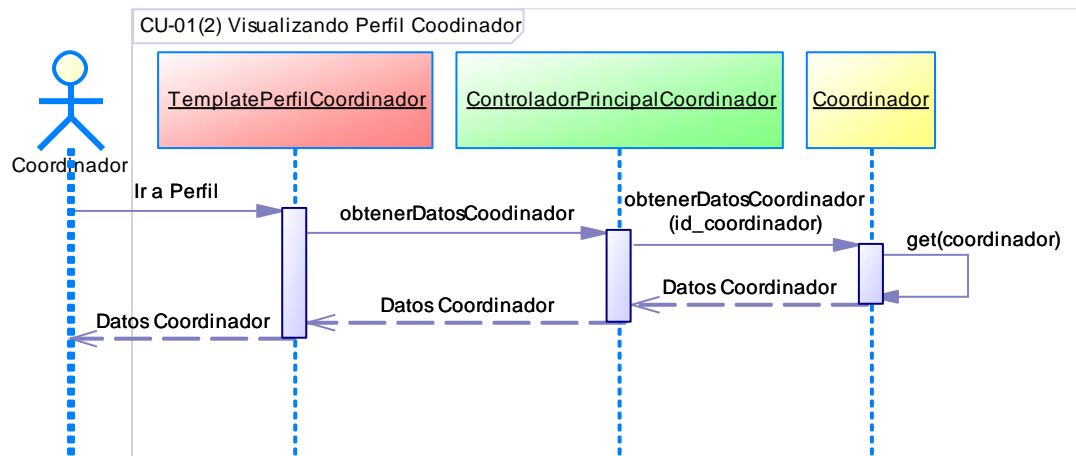 CU-01(2) Visualizando Perfil Coodinador
TemplatePerfilCoordinador
ControladorPrincipalCoordinador
Coordinador
Coordinador
Ir a Perfil
obtenerDatosCoodinador
obtenerDatosCoordinador
(id_coordinador)
get(coordinador)
Datos Coordinador
Datos Coordinador
Datos Coordinador